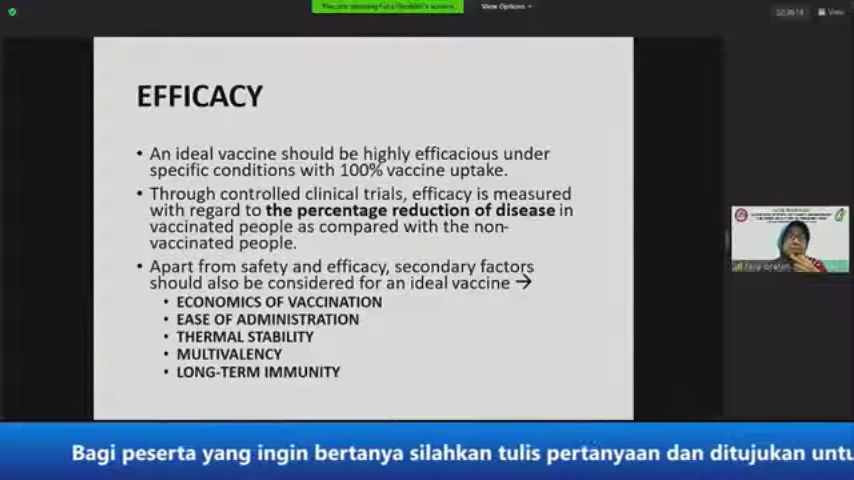 View Options
View
EFFICACY
• An ideal vaccine should be highly efficacious under
specific conditions with 100% vaccine uptake.
• Through controlled clinical trials, efficacy is measured
with regard to the percentage reduction of disease in
vaccinated people as compared with the non-
vaccinated people.
• Apart from safety and efficacy, secondary factors
should also be considered for an ideal vaccine →
• ECONOMICS OF VACCINATION
• EASE OF ADMINISTRATION
• THERMAL STABILITY
• MULTIVALENCY
• LONG-TERM IMMUNITY
Bagi peserta yang ingin bertanya silahkan tulis pertanyaan dan ditujukan untu